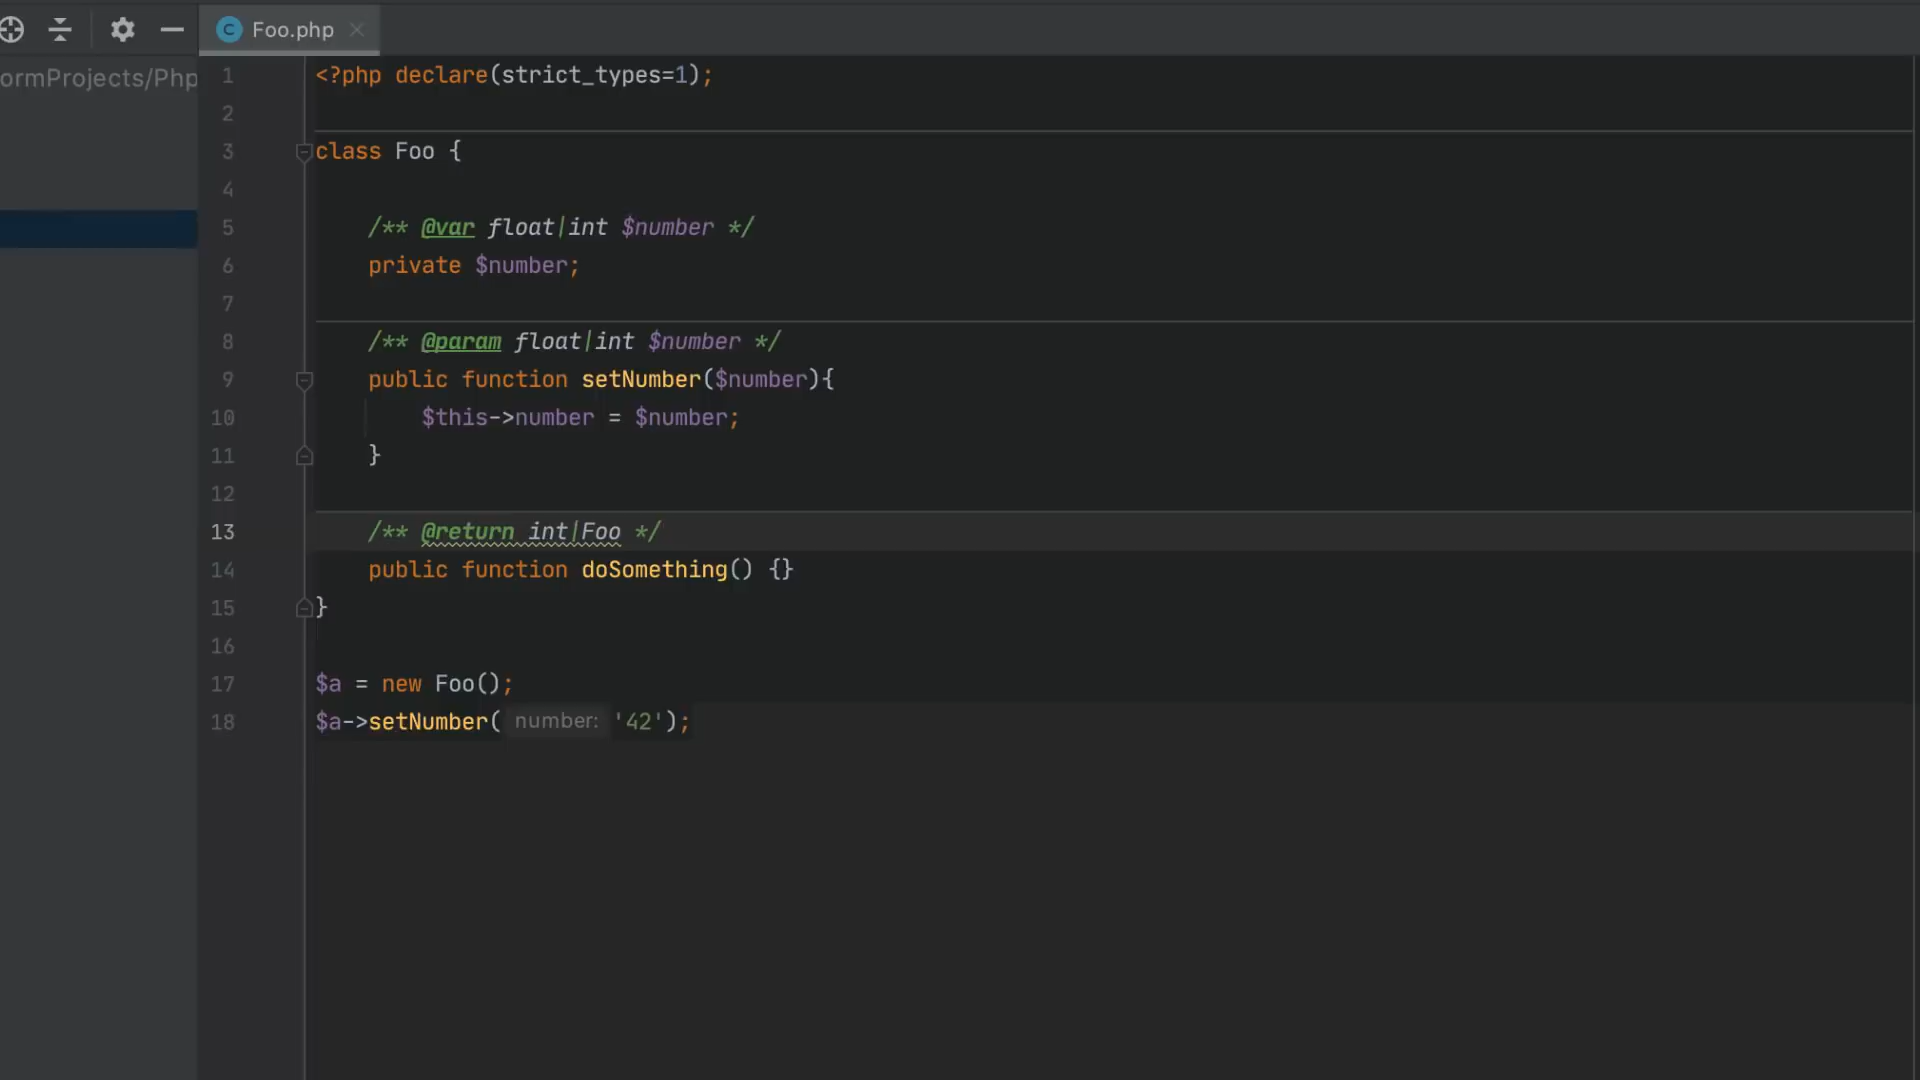 Foo.php
ormProjects/Php
1 <?php declare(strict_types=1);
2
3 class Foo {
4
5 /** @var float|int $number */
6 private $number;
7
8 /** @param float|int $number */
9 public function setNumber($number){
10 $this->number = $number;
11 }
12
13 /** @return int|Foo */
14 public function doSomething() {}
15 }
16
17 $a = new Foo();
18 $a->setNumber( number: '42');